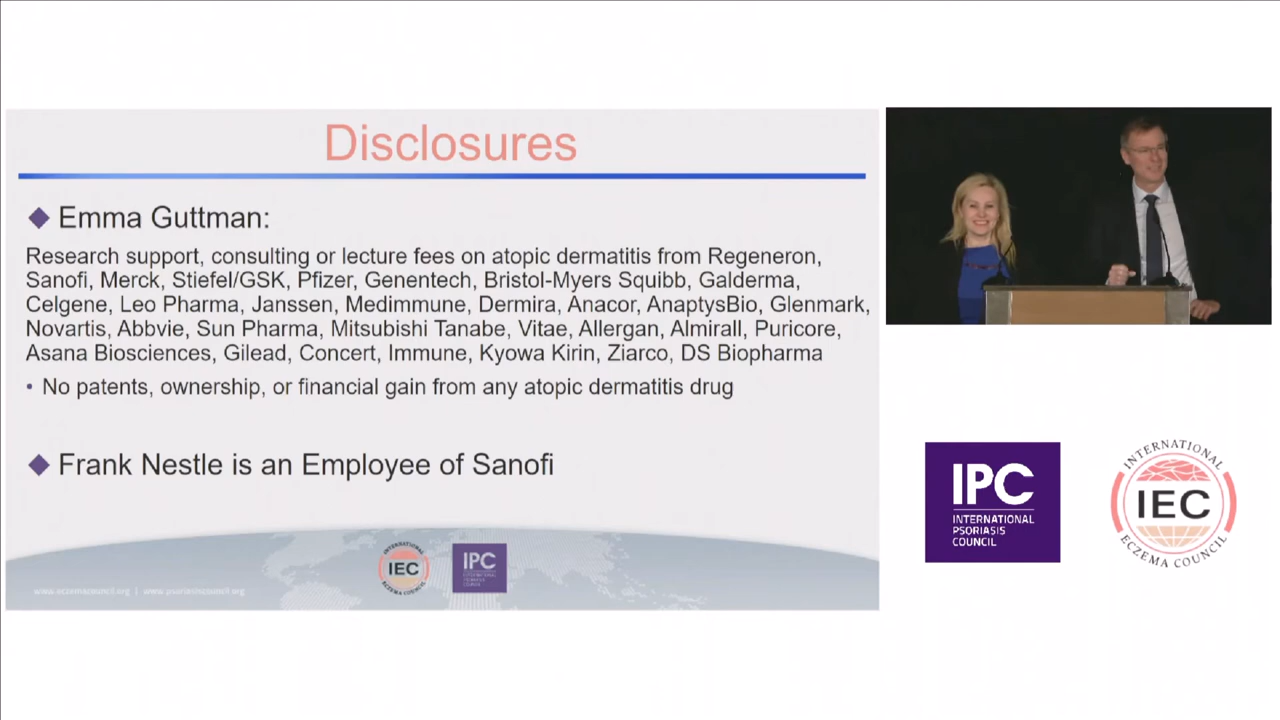 Disclosures
Emma Guttman:
Research support, consulting or lecture fees on atopic dermatitis from Regeneron,
Sanofi, Merck, Stiefel/GSK, Pfizer, Genentech, Bristol-Myers Squibb, Galderma,
Celgene, Leo Pharma, Janssen, Medimmune, Dermira, Anacor, AnaptysBio, Glenmark,
Novartis, Abbvie, Sun Pharma, Mitsubishi Tanabe, Vitae, Allergan, Almirall, Puricore,
Asana Biosciences, Gilead, Concert, Immune, Kyowa Kirin, Ziarco, DS Biopharma
• No patents, ownership, or financial gain from any atopic dermatitis drug
Frank Nestle is an Employee of Sanofi
INTERNATIONAL
IEC
ECZEMA COUNCIL
IPC
IPC
INTERNATIONAL
PSORIASIS
COUNCIL
INTERNATIONAL
IEC
ECZEMA COUNCIL